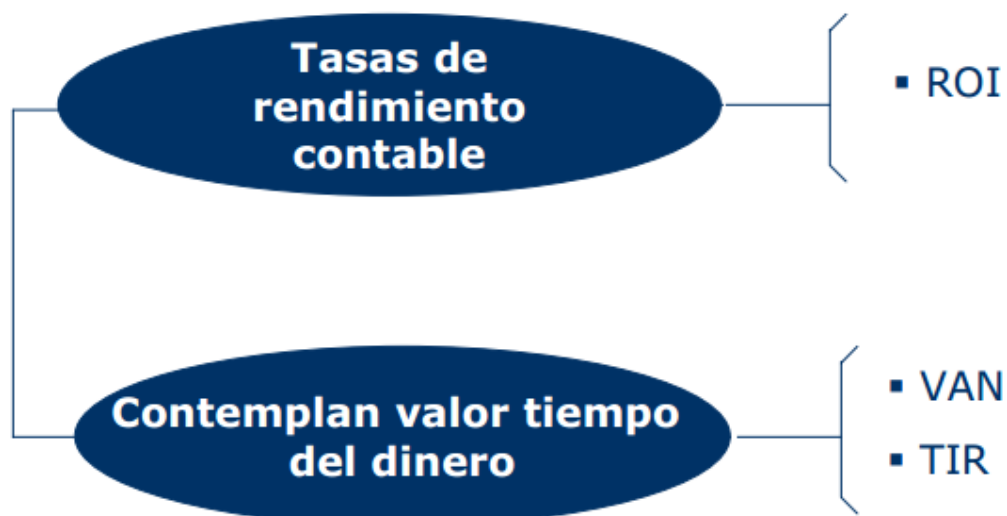 Tasas de
rendimiento
contable
▪ ROI
Contemplan valor tiempo
del dinero
▪ VAN
▪ TIR